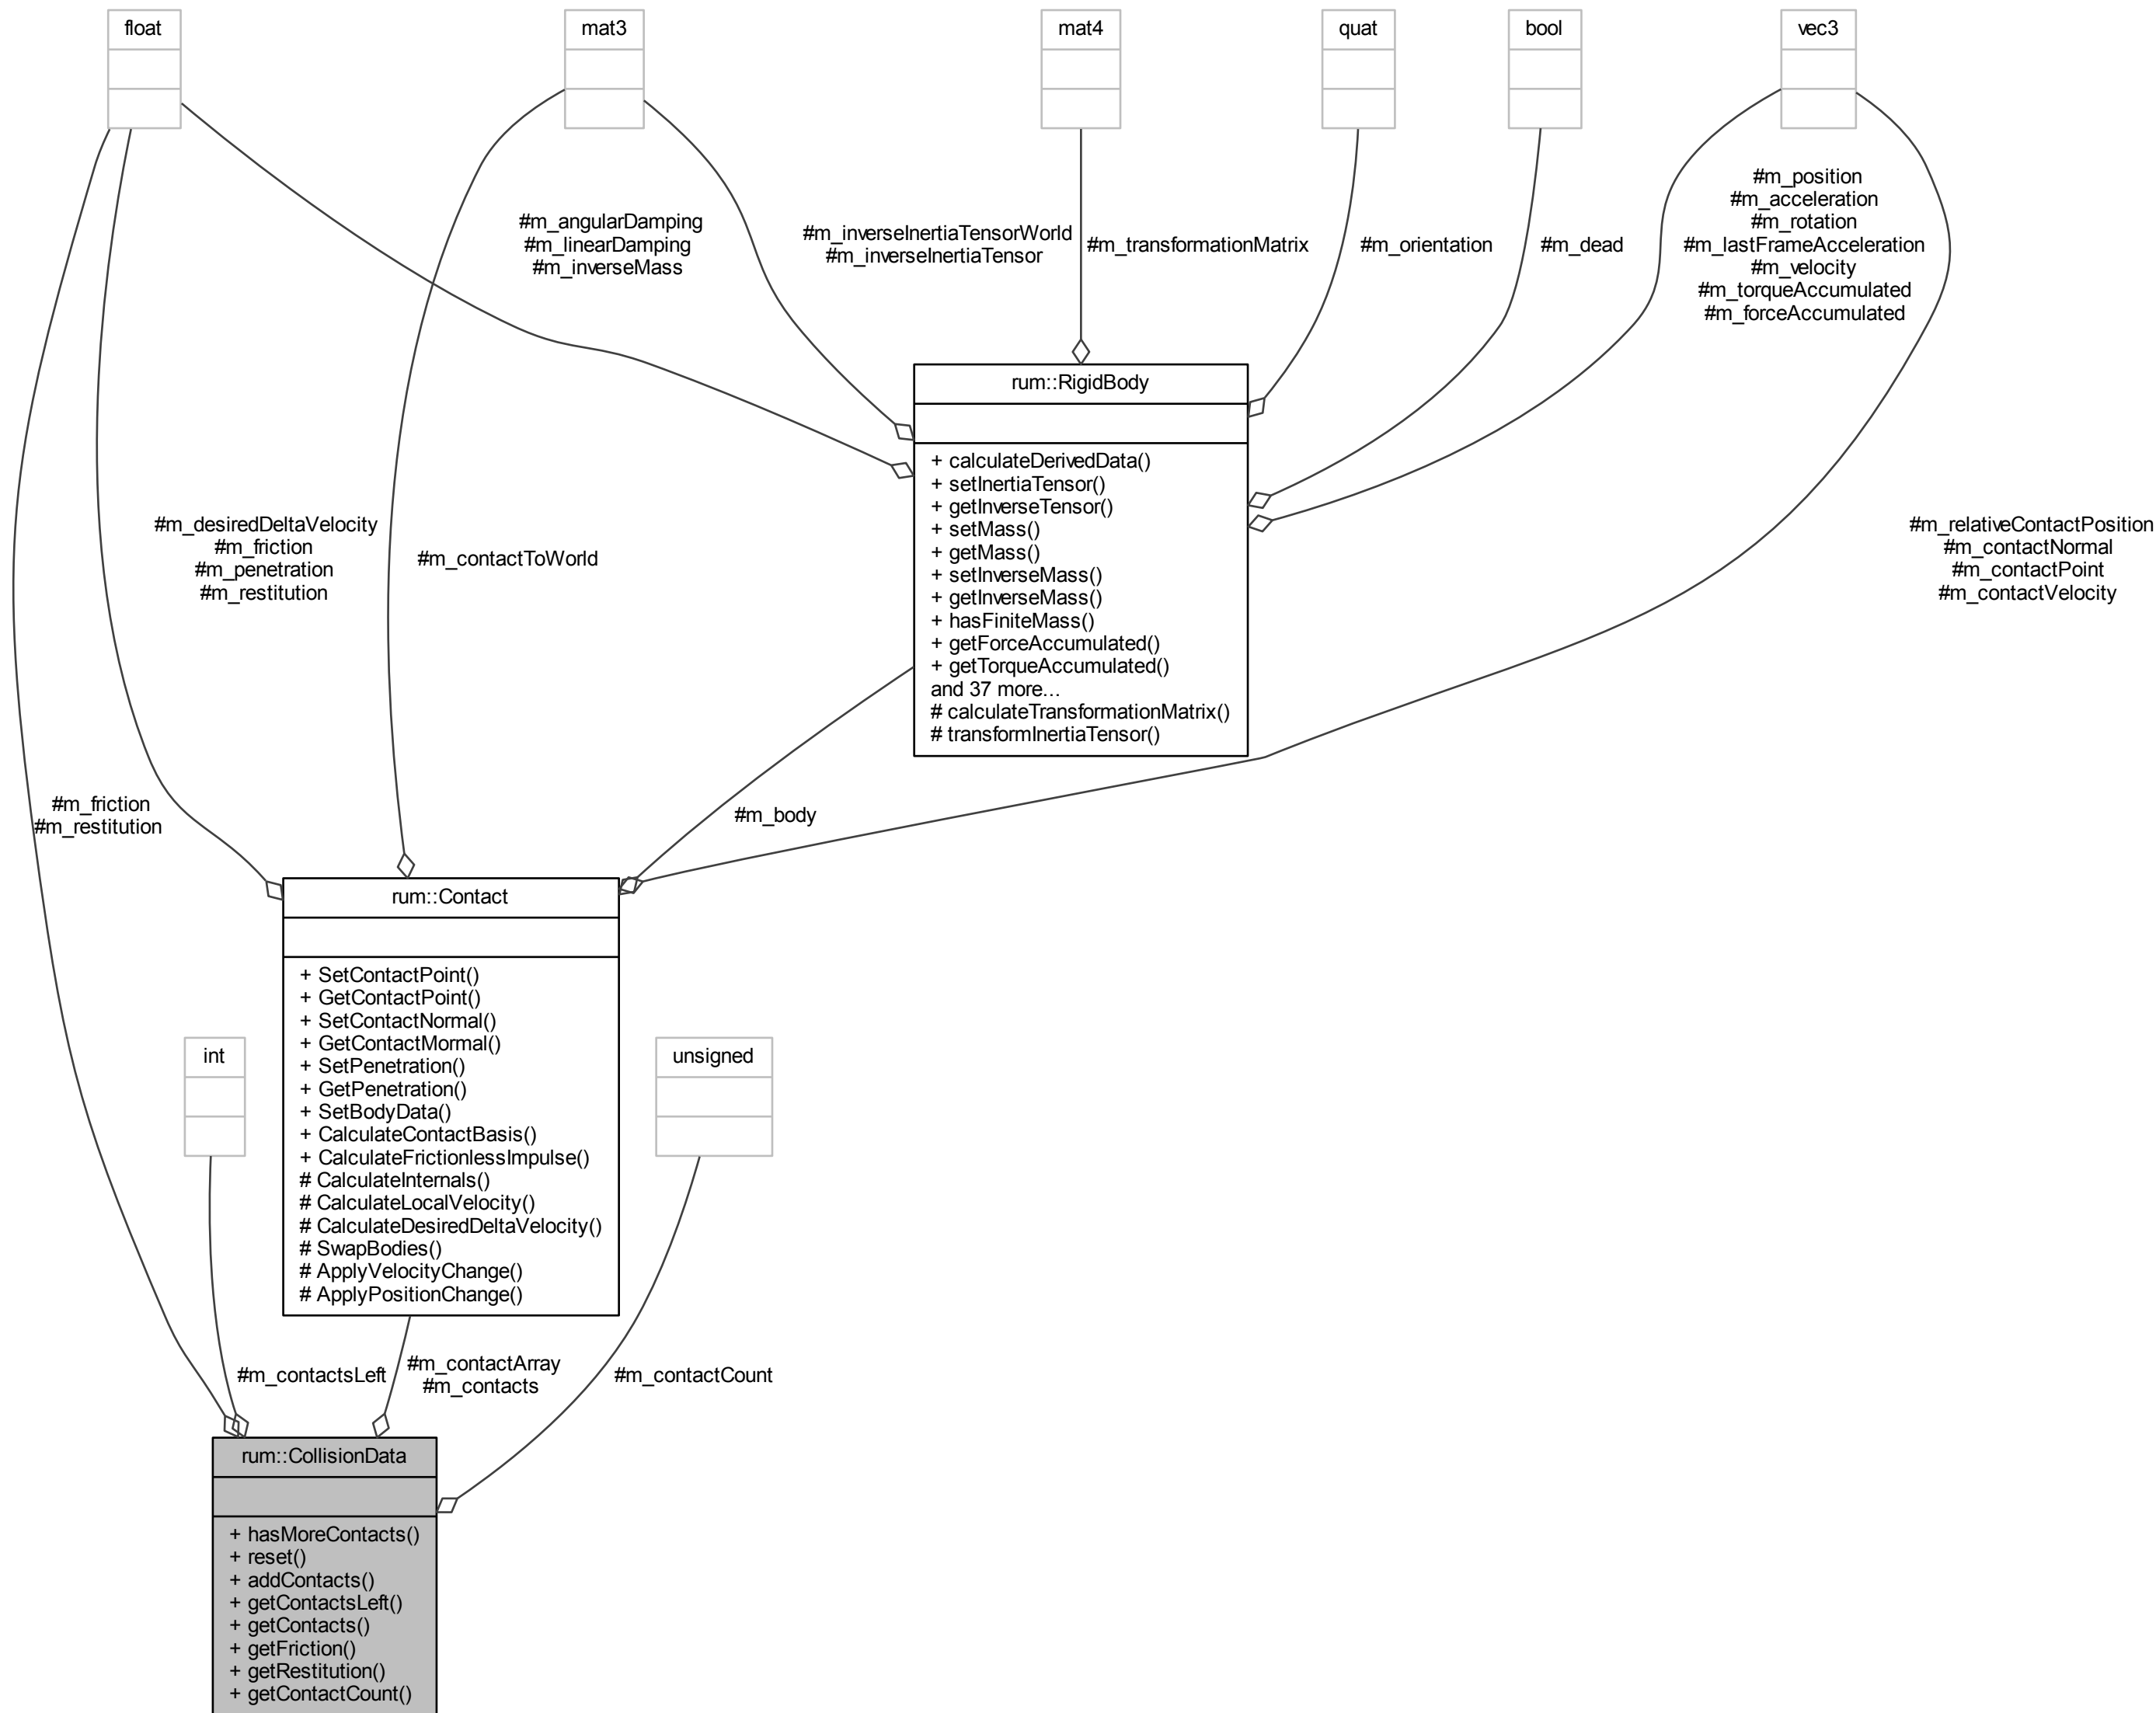 float
mat3
mat4
quat
bool
vec3
#m_position
#m_acceleration
#m_rotation
#m_lastFrameAcceleration
#m_velocity
#m_torqueAccumulated
#m_forceAccumulated
#m_angularDamping
#m_linearDamping
#m_inverseMass
#m_inverseInertiaTensorWorld
#m_inverseInertiaTensor
#m_transformationMatrix
#m_orientation
#m_dead
rum::RigidBody
+ calculateDerivedData()
+ setInertiaTensor()
+ getInverseTensor()
+ setMass()
+ getMass()
+ setInverseMass()
+ getInverseMass()
+ hasFiniteMass()
+ getForceAccumulated()
+ getTorqueAccumulated()
and 37 more...
# calculateTransformationMatrix()
# transformInertiaTensor()
#m_desiredDeltaVelocity
#m_friction
#m_penetration
#m_restitution
#m_contactToWorld
#m_relativeContactPosition
#m_contactNormal
#m_contactPoint
#m_contactVelocity
#m_friction
#m_restitution
#m_body
rum::Contact
+ SetContactPoint()
+ GetContactPoint()
+ SetContactNormal()
+ GetContactMormal()
+ SetPenetration()
+ GetPenetration()
+ SetBodyData()
+ CalculateContactBasis()
+ CalculateFrictionlessImpulse()
# CalculateInternals()
# CalculateLocalVelocity()
# CalculateDesiredDeltaVelocity()
# SwapBodies()
# ApplyVelocityChange()
# ApplyPositionChange()
int
unsigned
#m_contactsLeft
#m_contactArray
#m_contacts
#m_contactCount
rum::CollisionData
+ hasMoreContacts()
+ reset()
+ addContacts()
+ getContactsLeft()
+ getContacts()
+ getFriction()
+ getRestitution()
+ getContactCount()